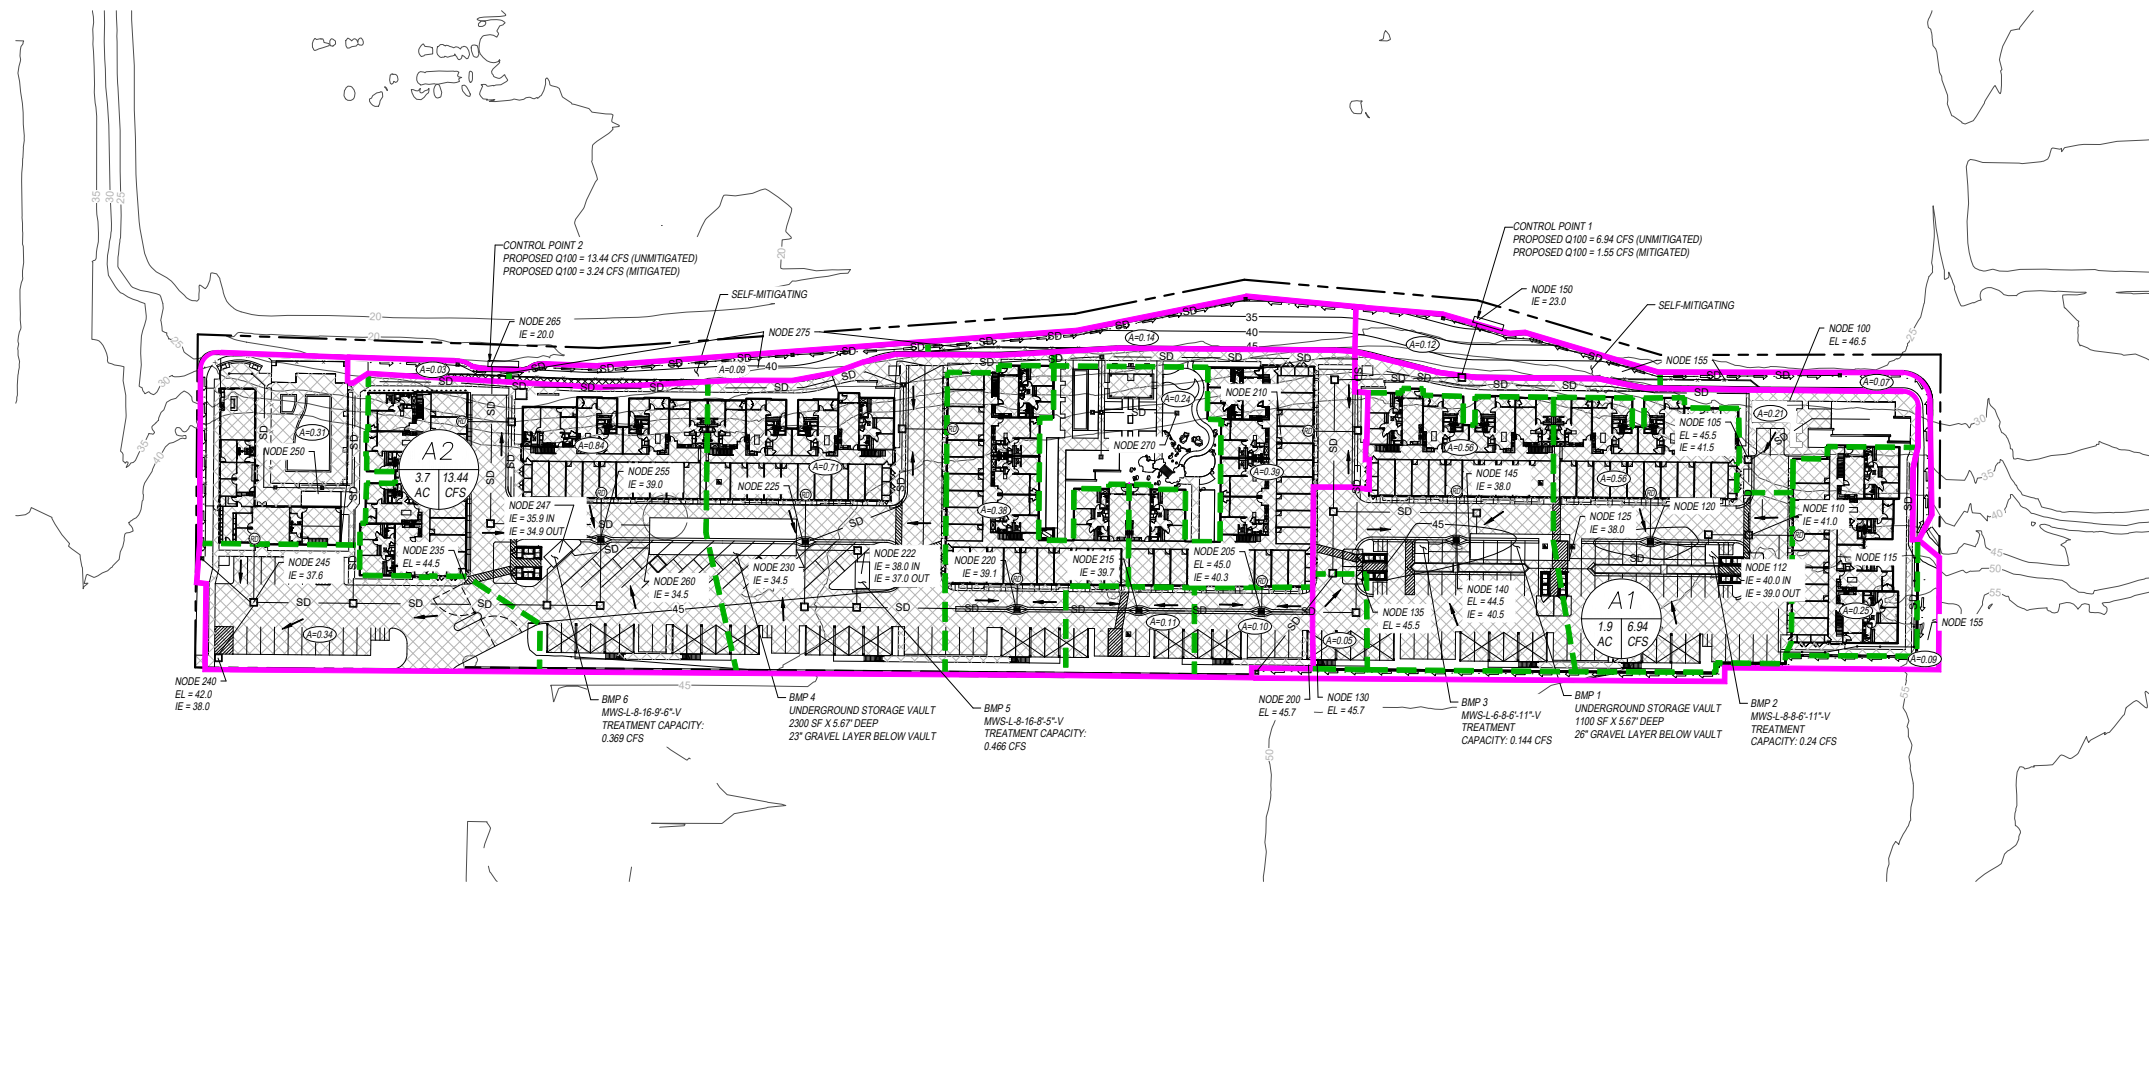 CONTROL POINT 2
PROPOSED Q100 = 13.44 CFS (UNMITIGATED)
PROPOSED Q100 = 3.24 CFS (MITIGATED)
CONTROL POINT 1
PROPOSED Q100 = 6.94 CFS (UNMITIGATED)
PROPOSED Q100 = 1.55 CFS (MITIGATED)
SELF-MITIGATING
NODE 150
IE = 23.0
SELF-MITIGATING
NODE 265
IE = 20.0
NODE 275
NODE 100
EL = 46.5
NODE 155
A=0.03
A=0.09
A=0.14
A=0.12
A=0.07
35
40
45
40
A=0.31
NODE 250
A2
3.7
AC
13.44
CFS
A=0.84
NODE 255
IE = 39.0
A=0.71
NODE 225
A=0.38
A=0.24
NODE 210
NODE 270
A=0.39
A=0.56
NODE 145
IE = 38.0
A=0.56
A=0.21
NODE 105
EL = 45.5
IE = 41.5
NODE 247
IE = 35.9 IN
IE = 34.9 OUT
NODE 120
NODE 125
IE = 38.0
NODE 110
IE = 41.0
NODE 115
NODE 235
EL = 44.5
NODE 245
IE = 37.6
NODE 260
IE = 34.5
NODE 230
IE = 34.5
NODE 222
IE = 38.0 IN
IE = 37.0 OUT
NODE 220
IE = 39.1
NODE 215
IE = 39.7
NODE 205
EL = 45.0
IE = 40.3
NODE 112
IE = 40.0 IN
IE = 39.0 OUT
NODE 140
EL = 44.5
IE = 40.5
NODE 135
EL = 45.5
A1
1.9
AC
6.94
CFS
A=0.25
NODE 155
A=0.34
A=0.11
A=0.10
A=0.05
A=0.09
45
45
NODE 240
EL = 42.0
IE = 38.0
BMP 6
MWS-L-8-16-9'-6"-V
TREATMENT CAPACITY:
0.369 CFS
BMP 4
UNDERGROUND STORAGE VAULT
2300 SF X 5.67' DEEP
23" GRAVEL LAYER BELOW VAULT
BMP 5
MWS-L-8-16-8'-5"-V
TREATMENT CAPACITY:
0.466 CFS
NODE 200
EL = 45.7
NODE 130
EL = 45.7
BMP 3
MWS-L-6-8-6'-11"-V
TREATMENT
CAPACITY: 0.144 CFS
BMP 1
UNDERGROUND STORAGE VAULT
1100 SF X 5.67' DEEP
26" GRAVEL LAYER BELOW VAULT
BMP 2
MWS-L-8-8-6'-11"-V
TREATMENT
CAPACITY: 0.24 CFS